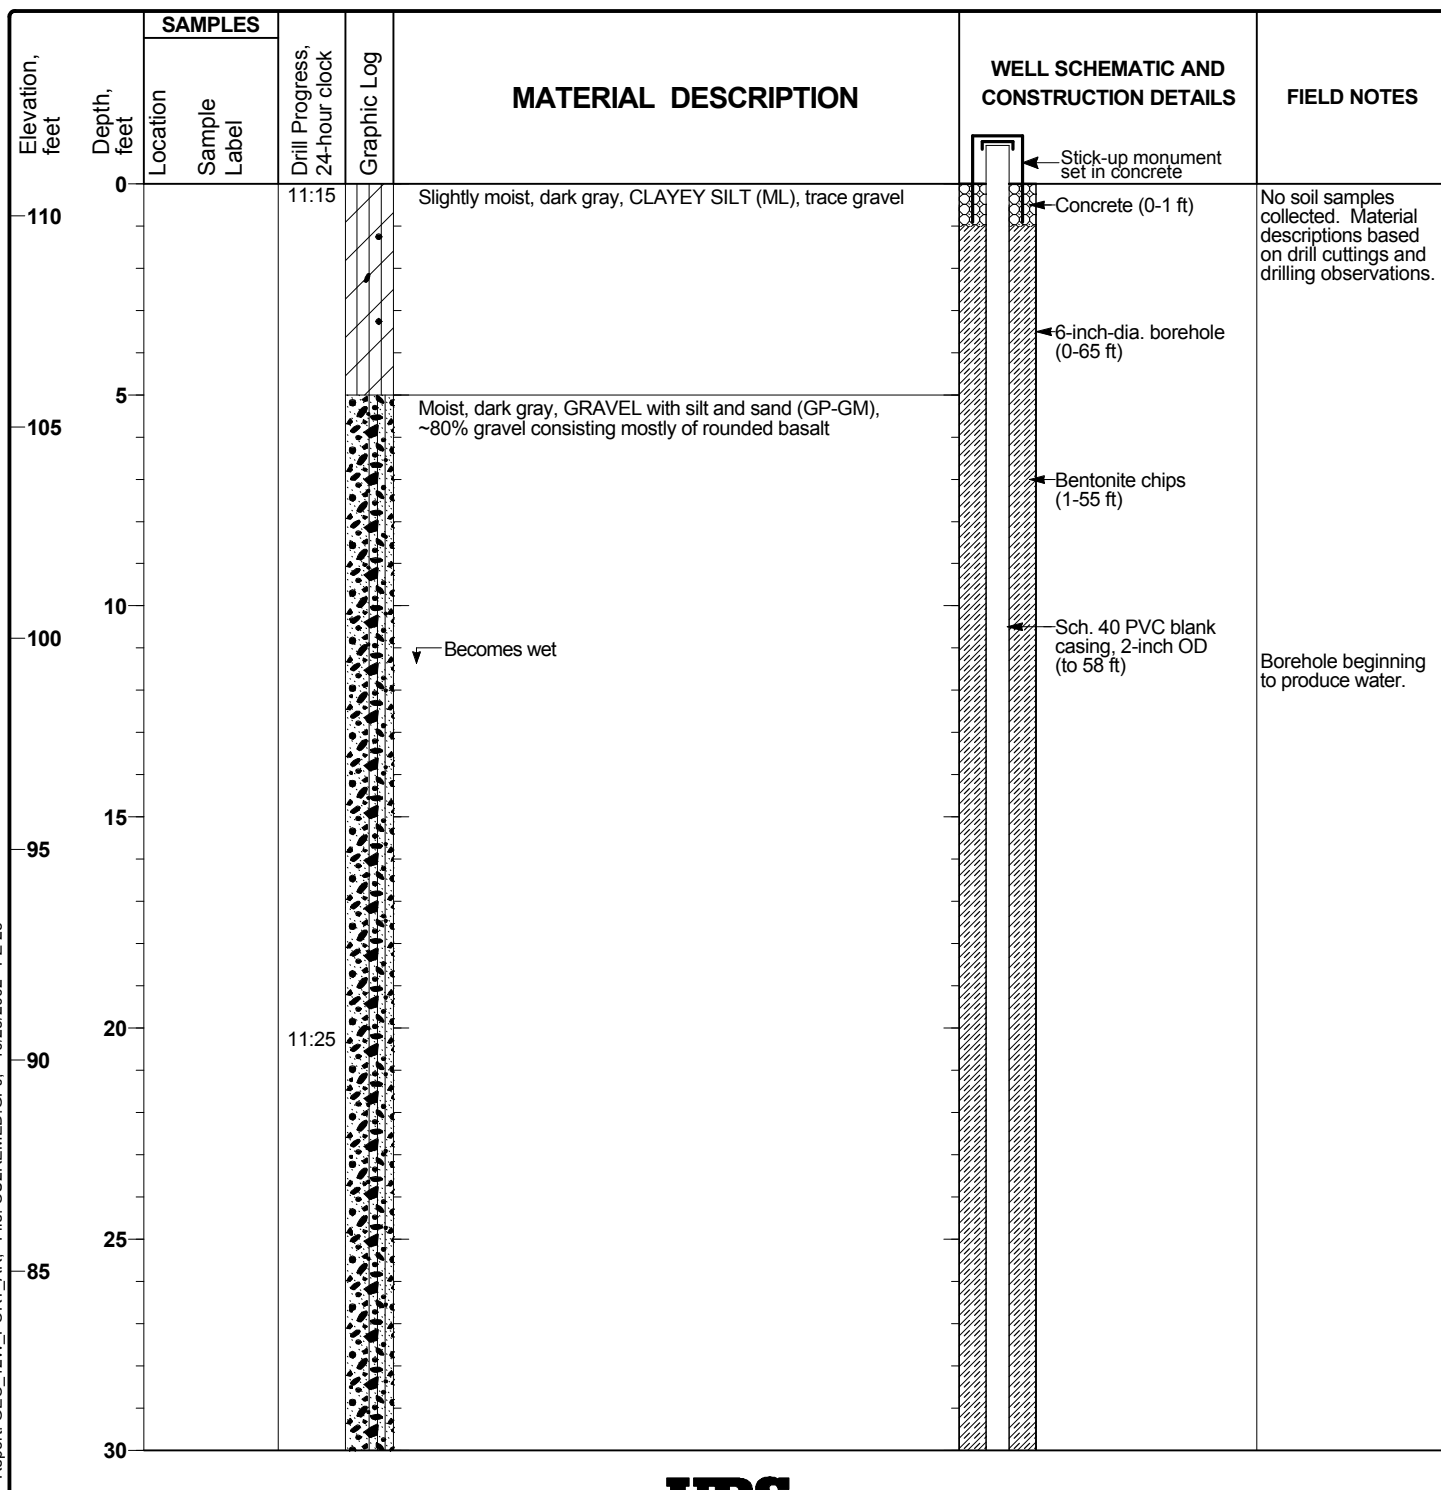 SAMPLES
Elevation,
feet
Depth,
feet
Location
Sample
Label
Drill Progress,
24-hour clock
Graphic Log
MATERIAL DESCRIPTION
WELL SCHEMATIC AND
CONSTRUCTION DETAILS
FIELD NOTES
Stick-up monument
set in concrete
0
11:15
Slightly moist, dark gray, CLAYEY SILT (ML), trace gravel
Concrete (0-1 ft)
No soil samples
collected. Material
descriptions based
on drill cuttings and
drilling observations.
110
6-inch-dia. borehole
(0-65 ft)
5
Moist, dark gray, GRAVEL with silt and sand (GP-GM),
~80% gravel consisting mostly of rounded basalt
105
Bentonite chips
(1-55 ft)
10
100
Becomes wet
Sch. 40 PVC blank
casing, 2-inch OD
(to 58 ft)
Borehole beginning
to produce water.
15
95
20
11:25
90
25
85
30
URS